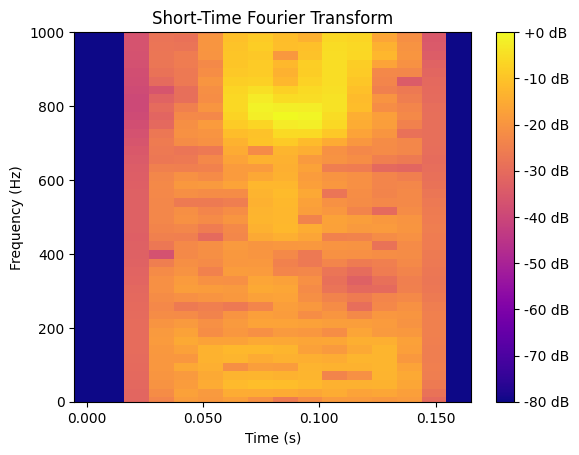 Short-Time Fourier Transform
1000
800
600
400
200
0
Frequency (Hz)
0.000
0.050
0.100
0.150
Time (s)
+0 dB
-10 dB
-20 dB
-30 dB
-40 dB
-50 dB
-60 dB
-70 dB
-80 dB